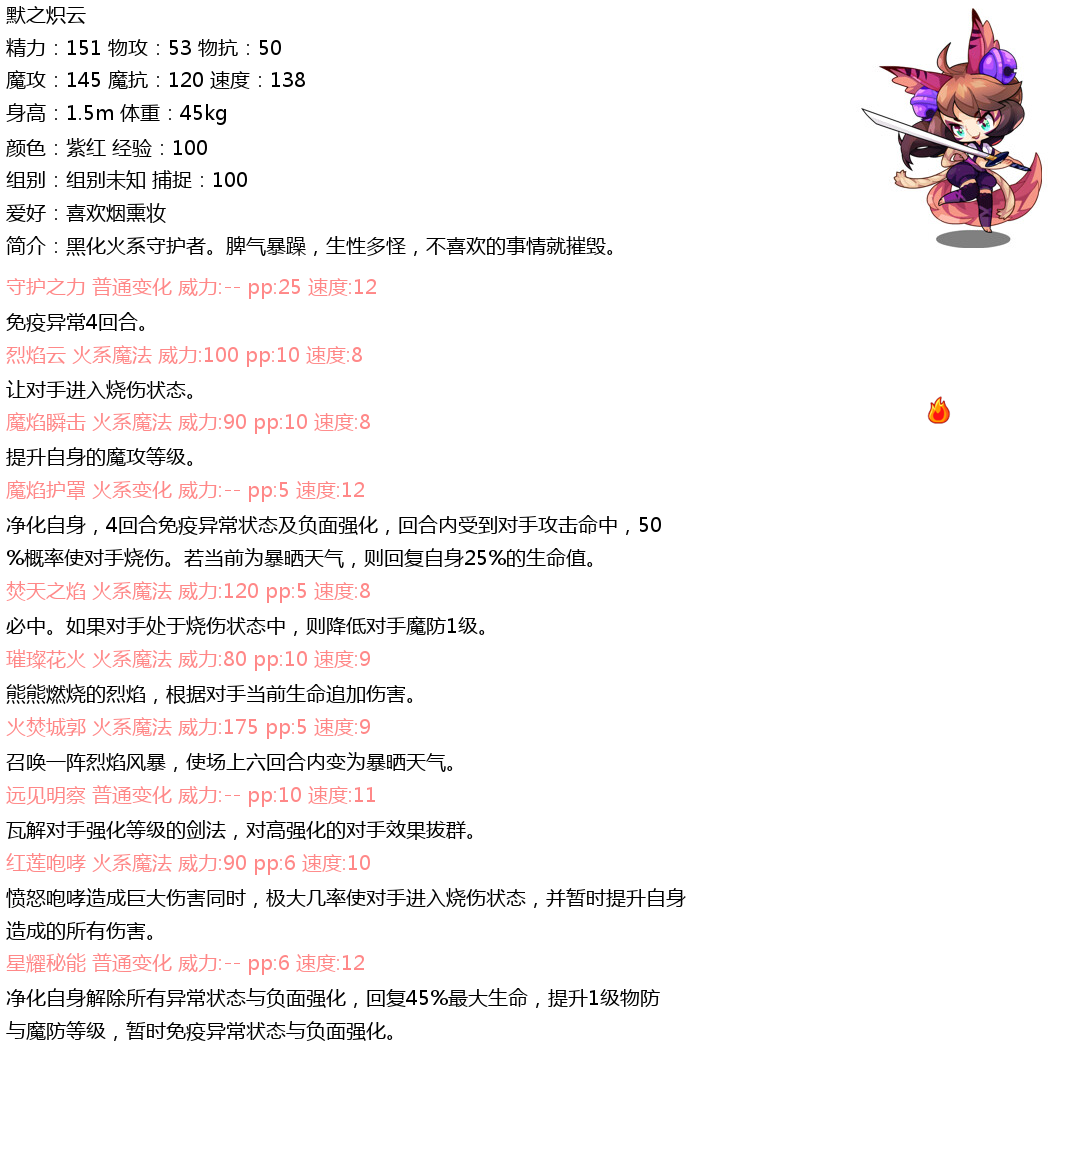 默之炽云
精力：151 物攻：53 物抗：50
魔攻：145 魔抗：120 速度：138
身高：1.5m 体重：45kg
颜色：紫红 经验：100
组别：组别未知 捕捉：100
爱好：喜欢烟熏妆
简介：黑化火系守护者。脾气暴躁，生性多怪，不喜欢的事情就摧毁。
守护之力 普通变化 威力:-- pp:25 速度:12
免疫异常4回合。
烈焰云 火系魔法 威力:100 pp:10 速度:8
让对手进入烧伤状态。
魔焰瞬击 火系魔法 威力:90 pp:10 速度:8
提升自身的魔攻等级。
魔焰护罩 火系变化 威力:-- pp:5 速度:12
净化自身，4回合免疫异常状态及负面强化，回合内受到对手攻击命中，50
%概率使对手烧伤。若当前为暴晒天气，则回复自身25%的生命值。
焚天之焰 火系魔法 威力:120 pp:5 速度:8
必中。如果对手处于烧伤状态中，则降低对手魔防1级。
璀璨花火 火系魔法 威力:80 pp:10 速度:9
熊熊燃烧的烈焰，根据对手当前生命追加伤害。
火焚城郭 火系魔法 威力:175 pp:5 速度:9
召唤一阵烈焰风暴，使场上六回合内变为暴晒天气。
远见明察 普通变化 威力:-- pp:10 速度:11
瓦解对手强化等级的剑法，对高强化的对手效果拔群。
红莲咆哮 火系魔法 威力:90 pp:6 速度:10
愤怒咆哮造成巨大伤害同时，极大几率使对手进入烧伤状态，并暂时提升自身
造成的所有伤害。
星耀秘能 普通变化 威力:-- pp:6 速度:12
净化自身解除所有异常状态与负面强化，回复45%最大生命，提升1级物防
与魔防等级，暂时免疫异常状态与负面强化。